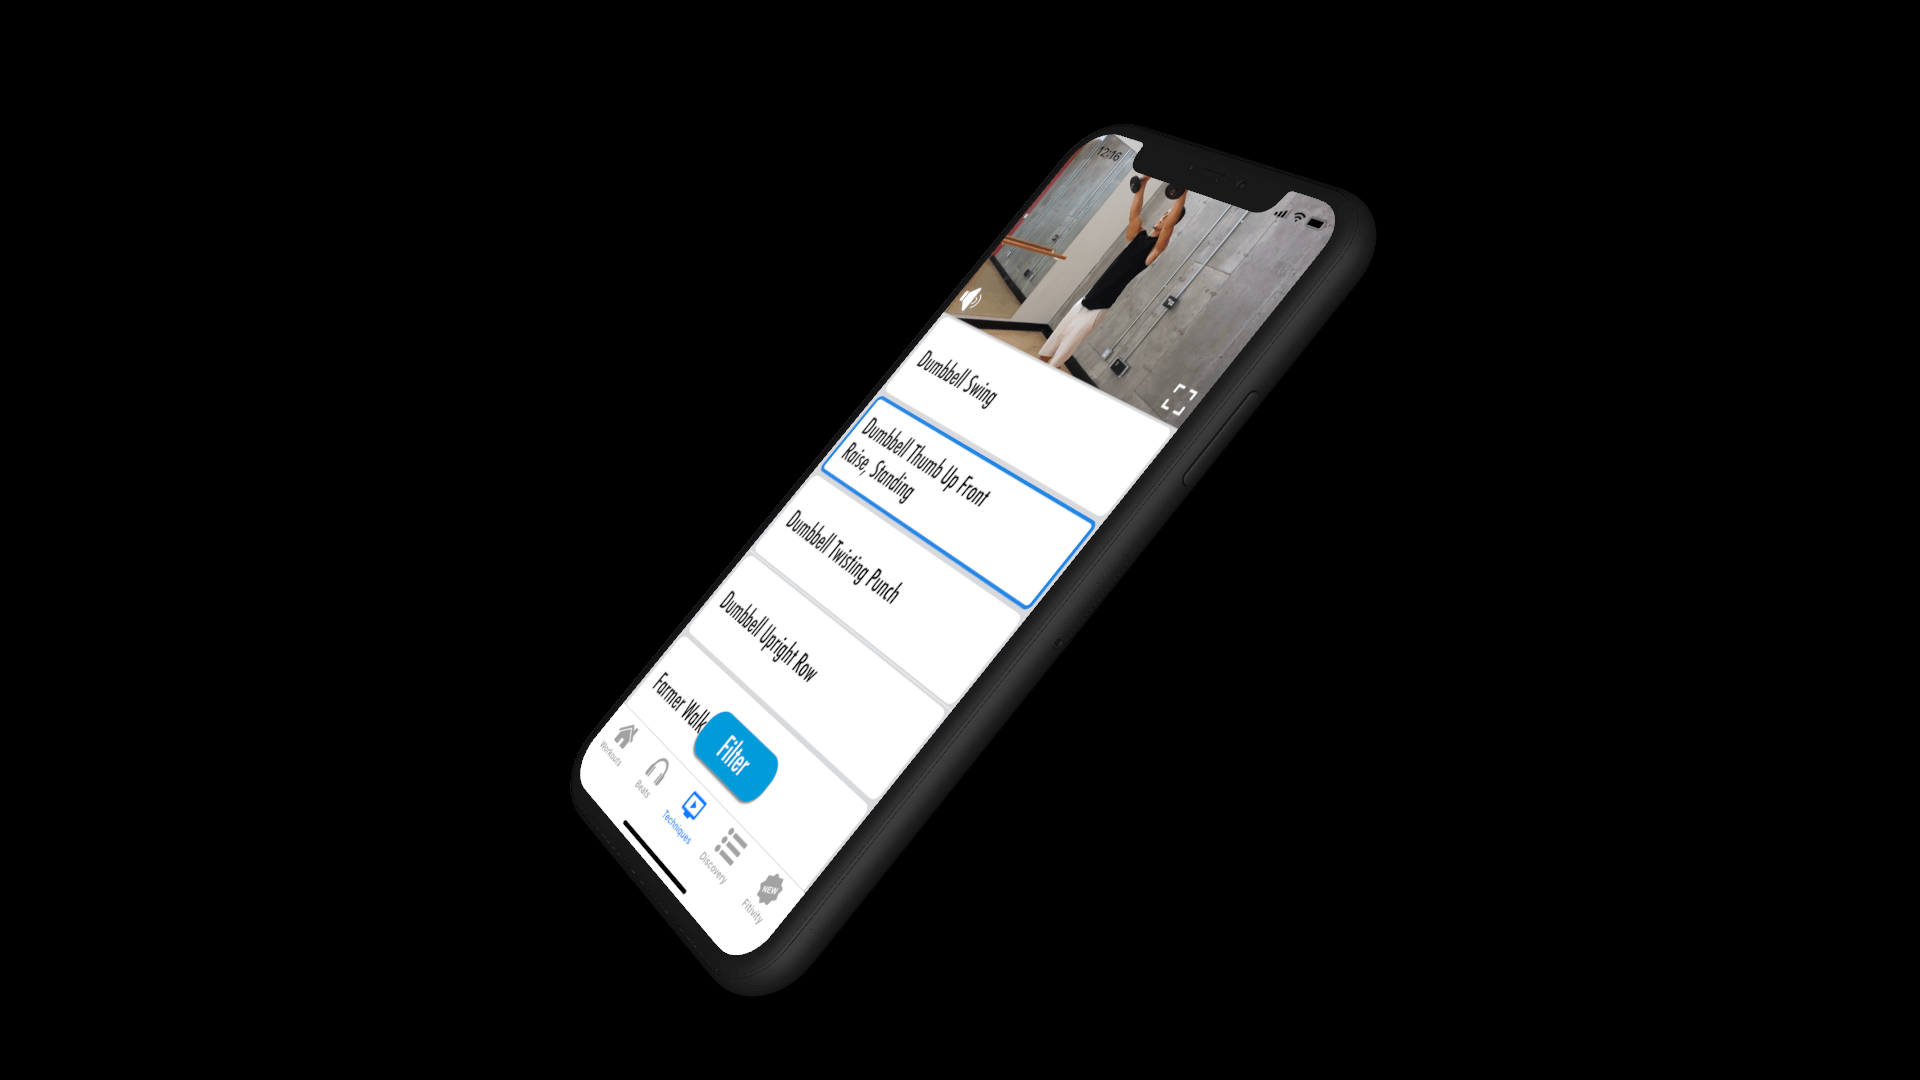 12:16
Dumbbell Swing
Dumbbell Thumb Up Front
Raise, Standing
Dumbbell Twisting Punch
Dumbbell Upright Row
Farmer Walk
Filter
Workouts
Beats
Techniques
Discovery
NEW
Fitivity